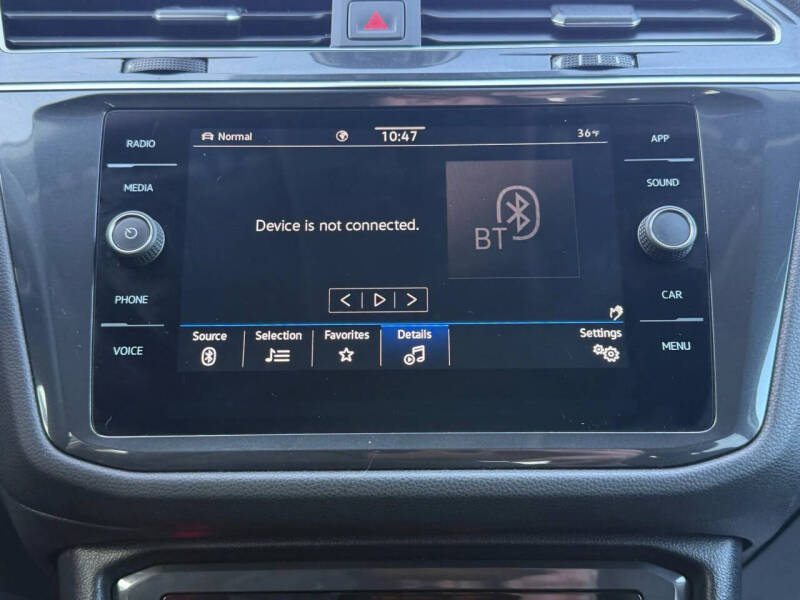 RADIO
MEDIA
PHONE
VOICE
Normal 10:47 36°F
Device is not connected.
BT
Source Selection Favorites Details Settings
APP
SOUND
CAR
MENU